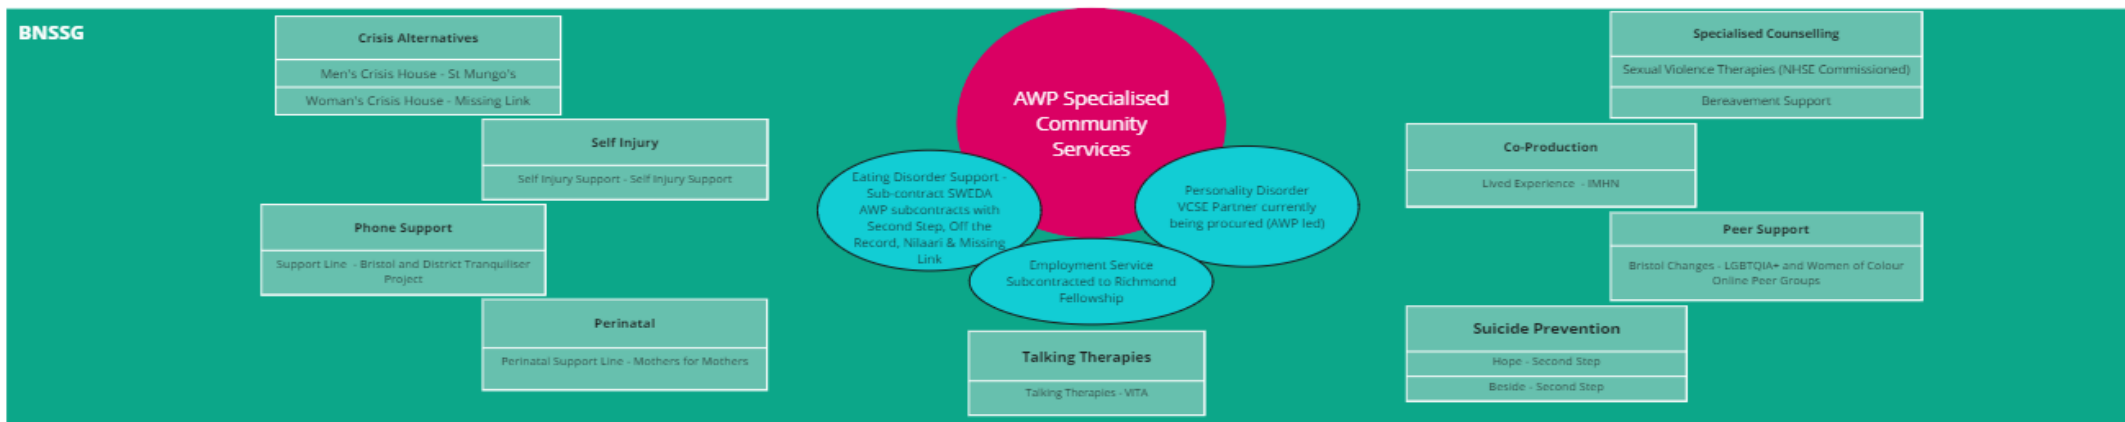 BNSSG
Crisis Alternatives
Men's Crisis House - St Mungo's
Woman's Crisis House - Missing Link
Self Injury
Self Injury Support - Self Injury Support
Phone Support
Support Line - Bristol and District Tranquiliser
Project
Perinatal
Perinatal Support Line - Mothers for Mothers
AWP Specialised
Community
Services
Eating Disorder Support -
Sub-contract SWEDA
AWP subcontracts with
Second Step, Off the
Record, Nilaari & Missing
Link
Personality Disorder
VCSE Partner currently
being procured (AWP led)
Employment Service
Subcontracted to Richmond
Fellowship
Talking Therapies
Talking Therapies - VITA
Specialised Counselling
Sexual Violence Therapies (NHSE Commissioned)
Bereavement Support
Co-Production
Lived Experience - IMHN
Peer Support
Bristol Changes - LGBTQIA+ and Women of Colour
Online Peer Groups
Suicide Prevention
Hope - Second Step
Beside - Second Step